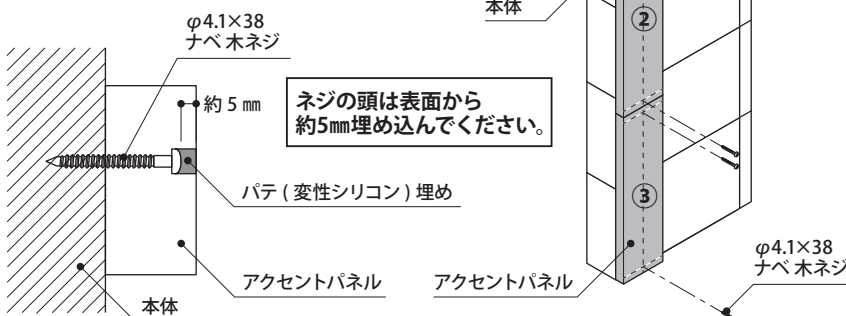 φ4.1×38
ナベ 木ネジ
約 5 ㎜
ネジの頭は表面から
約5㎜埋め込んでください。
パテ ( 変性シリコン ) 埋め
アクセントパネル
本体
本体
②
③
アクセントパネル
φ4.1×38
ナベ 木ネジ